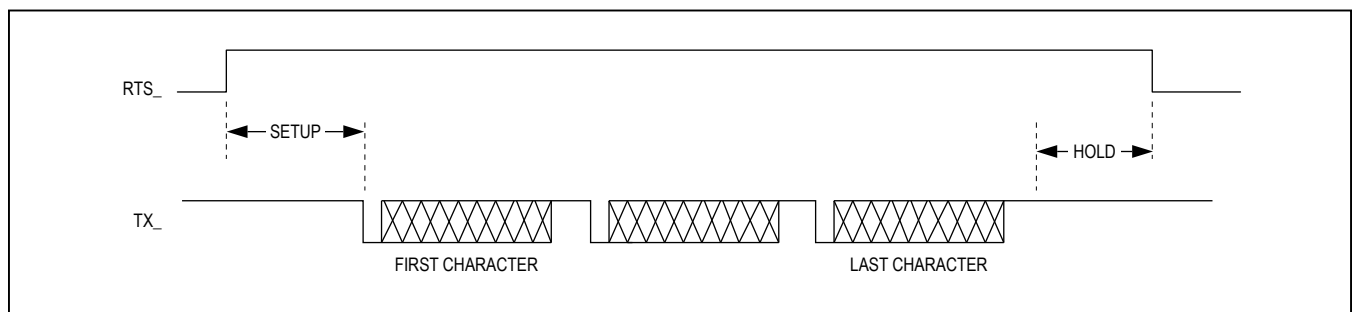 RTS_
SETUP
HOLD
TX_
FIRST CHARACTER
LAST CHARACTER